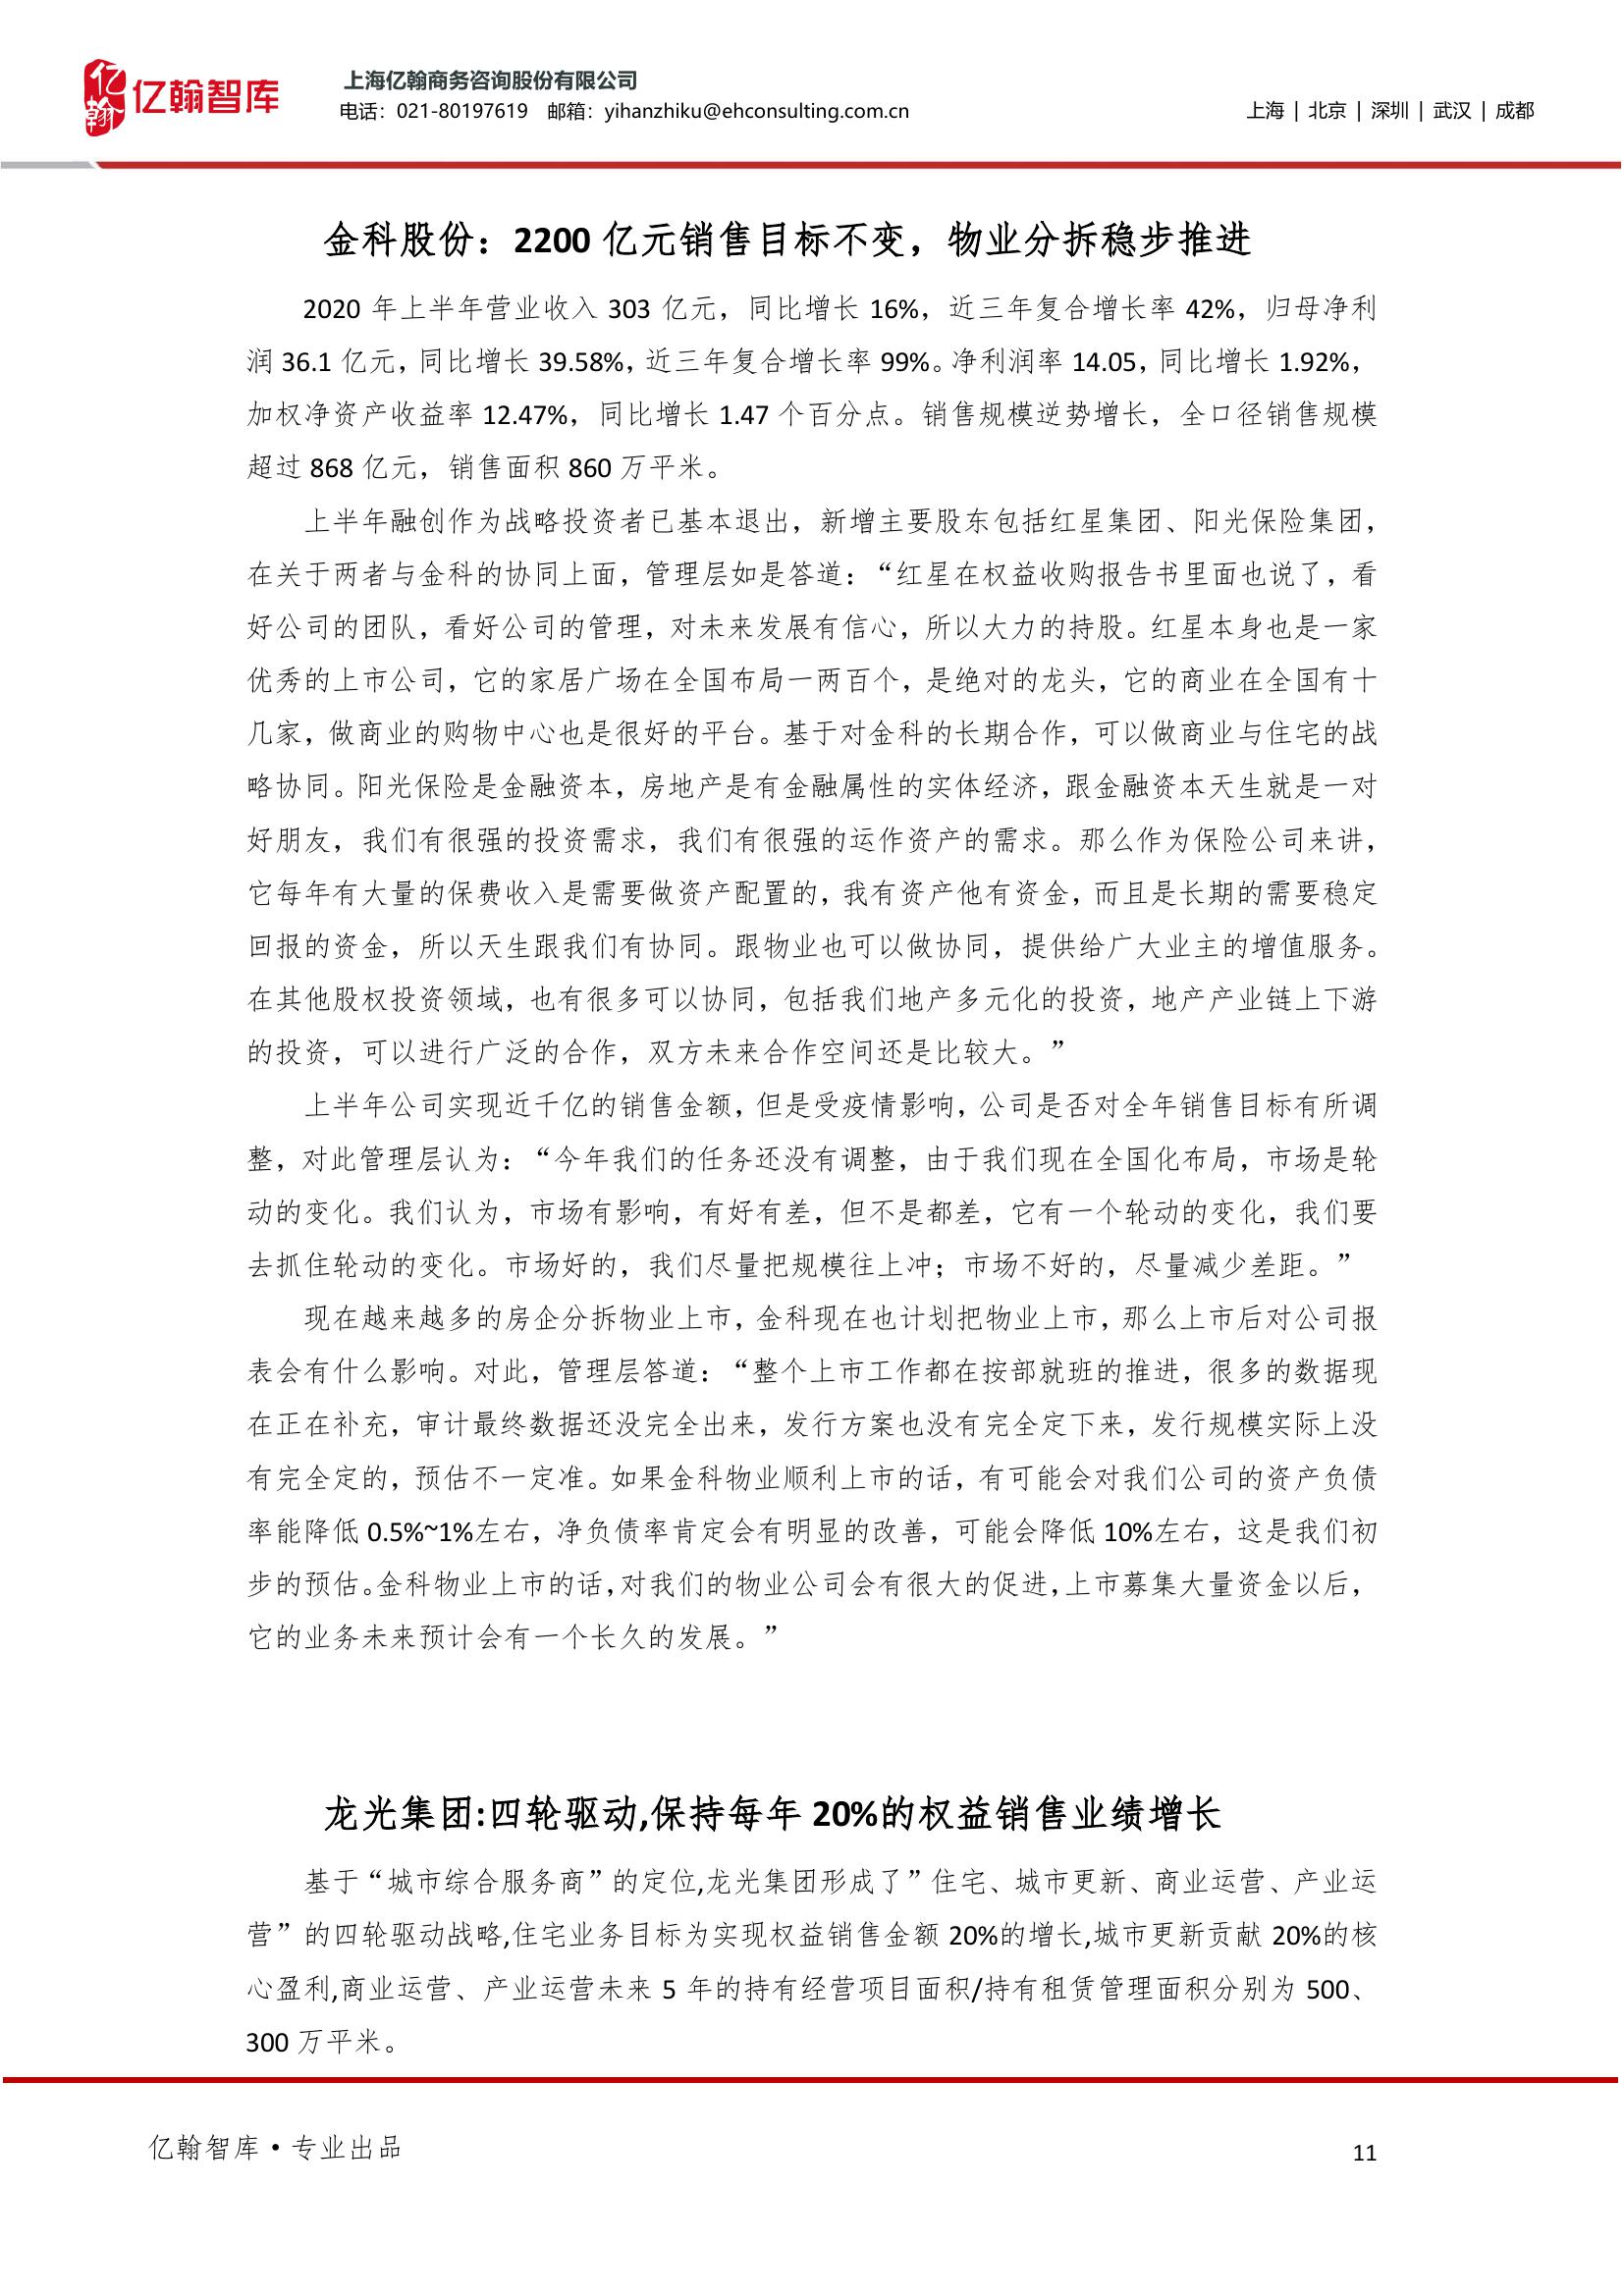 亿翰
亿翰智库
上海亿翰商务咨询股份有限公司
电话：021-80197619 邮箱：yihanzhiku@ehconsulting.com.cn
上海 | 北京 | 深圳 | 武汉 | 成都
金科股份：2200 亿元销售目标不变，物业分拆稳步推进
2020 年上半年营业收入 303 亿元，同比增长 16%，近三年复合增长率 42%，归母净利
润 36.1 亿元，同比增长 39.58%，近三年复合增长率 99%。净利润率 14.05，同比增长 1.92%，
加权净资产收益率 12.47%，同比增长 1.47 个百分点。销售规模逆势增长，全口径销售规模
超过 868 亿元，销售面积 860 万平米。
上半年融创作为战略投资者已基本退出，新增主要股东包括红星集团、阳光保险集团，
在关于两者与金科的协同上面，管理层如是答道：“红星在权益收购报告书里面也说了，看
好公司的团队，看好公司的管理，对未来发展有信心，所以大力的持股。红星本身也是一家
优秀的上市公司，它的家居广场在全国布局一两百个，是绝对的龙头，它的商业在全国有十
几家，做商业的购物中心也是很好的平台。基于对金科的长期合作，可以做商业与住宅的战
略协同。阳光保险是金融资本，房地产是有金融属性的实体经济，跟金融资本天生就是一对
好朋友，我们有很强的投资需求，我们有很强的运作资产的需求。那么作为保险公司来讲，
它每年有大量的保费收入是需要做资产配置的，我有资产他有资金，而且是长期的需要稳定
回报的资金，所以天生跟我们有协同。跟物业也可以做协同，提供给广大业主的增值服务。
在其他股权投资领域，也有很多可以协同，包括我们地产多元化的投资，地产产业链上下游
的投资，可以进行广泛的合作，双方未来合作空间还是比较大。”
上半年公司实现近千亿的销售金额，但是受疫情影响，公司是否对全年销售目标有所调
整，对此管理层认为：“今年我们的任务还没有调整，由于我们现在全国化布局，市场是轮
动的变化。我们认为，市场有影响，有好有差，但不是都差，它有一个轮动的变化，我们要
去抓住轮动的变化。市场好的，我们尽量把规模往上冲；市场不好的，尽量减少差距。”
现在越来越多的房企分拆物业上市，金科现在也计划把物业上市，那么上市后对公司报
表会有什么影响。对此，管理层答道：“整个上市工作都在按部就班的推进，很多的数据现
在正在补充，审计最终数据还没完全出来，发行方案也没有完全定下来，发行规模实际上没
有完全定的，预估不一定准。如果金科物业顺利上市的话，有可能会对我们公司的资产负债
率能降低 0.5%~1%左右，净负债率肯定会有明显的改善，可能会降低 10%左右，这是我们初
步的预估。金科物业上市的话，对我们的物业公司会有很大的促进，上市募集大量资金以后，
它的业务未来预计会有一个长久的发展。”
龙光集团:四轮驱动,保持每年 20%的权益销售业绩增长
基于“城市综合服务商”的定位,龙光集团形成了”住宅、城市更新、商业运营、产业运
营”的四轮驱动战略,住宅业务目标为实现权益销售金额 20%的增长,城市更新贡献 20%的核
心盈利,商业运营、产业运营未来 5 年的持有经营项目面积/持有租赁管理面积分别为 500、
300 万平米。
亿翰智库·专业出品
11